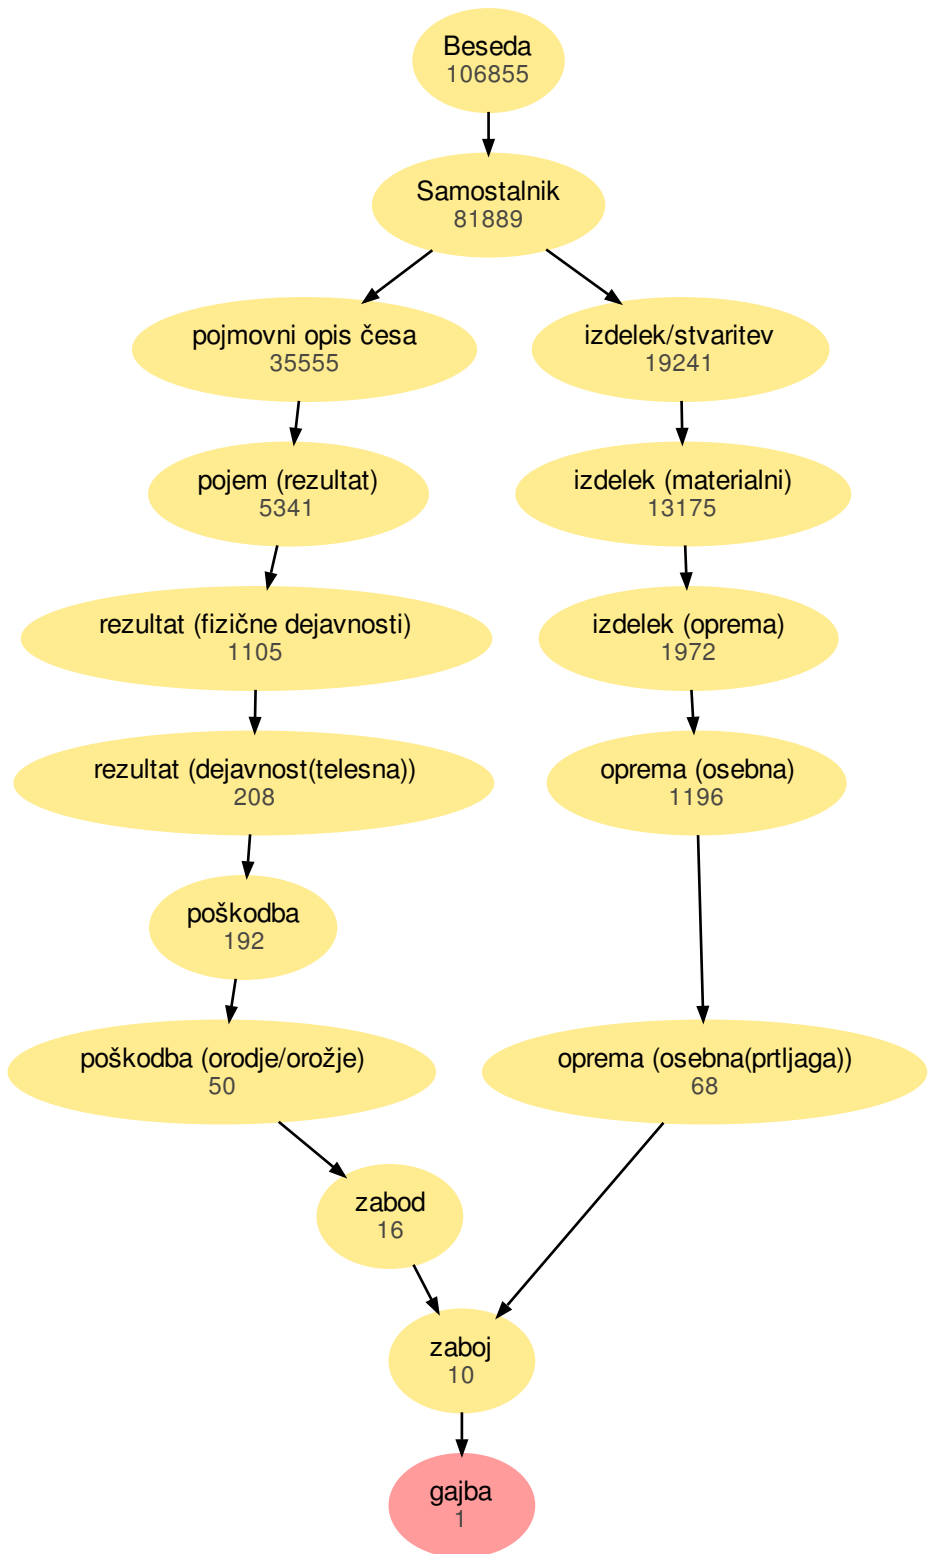 Beseda
106855
Samostalnik
81889
pojmovni opis česa
35555
izdelek/stvaritev
19241
pojem (rezultat)
5341
izdelek (materialni)
13175
rezultat (fizične dejavnosti)
1105
izdelek (oprema)
1972
rezultat (dejavnost(telesna))
208
oprema (osebna)
1196
poškodba
192
poškodba (orodje/orožje)
50
oprema (osebna(prtljaga))
68
zabod
16
zaboj
10
gajba
1